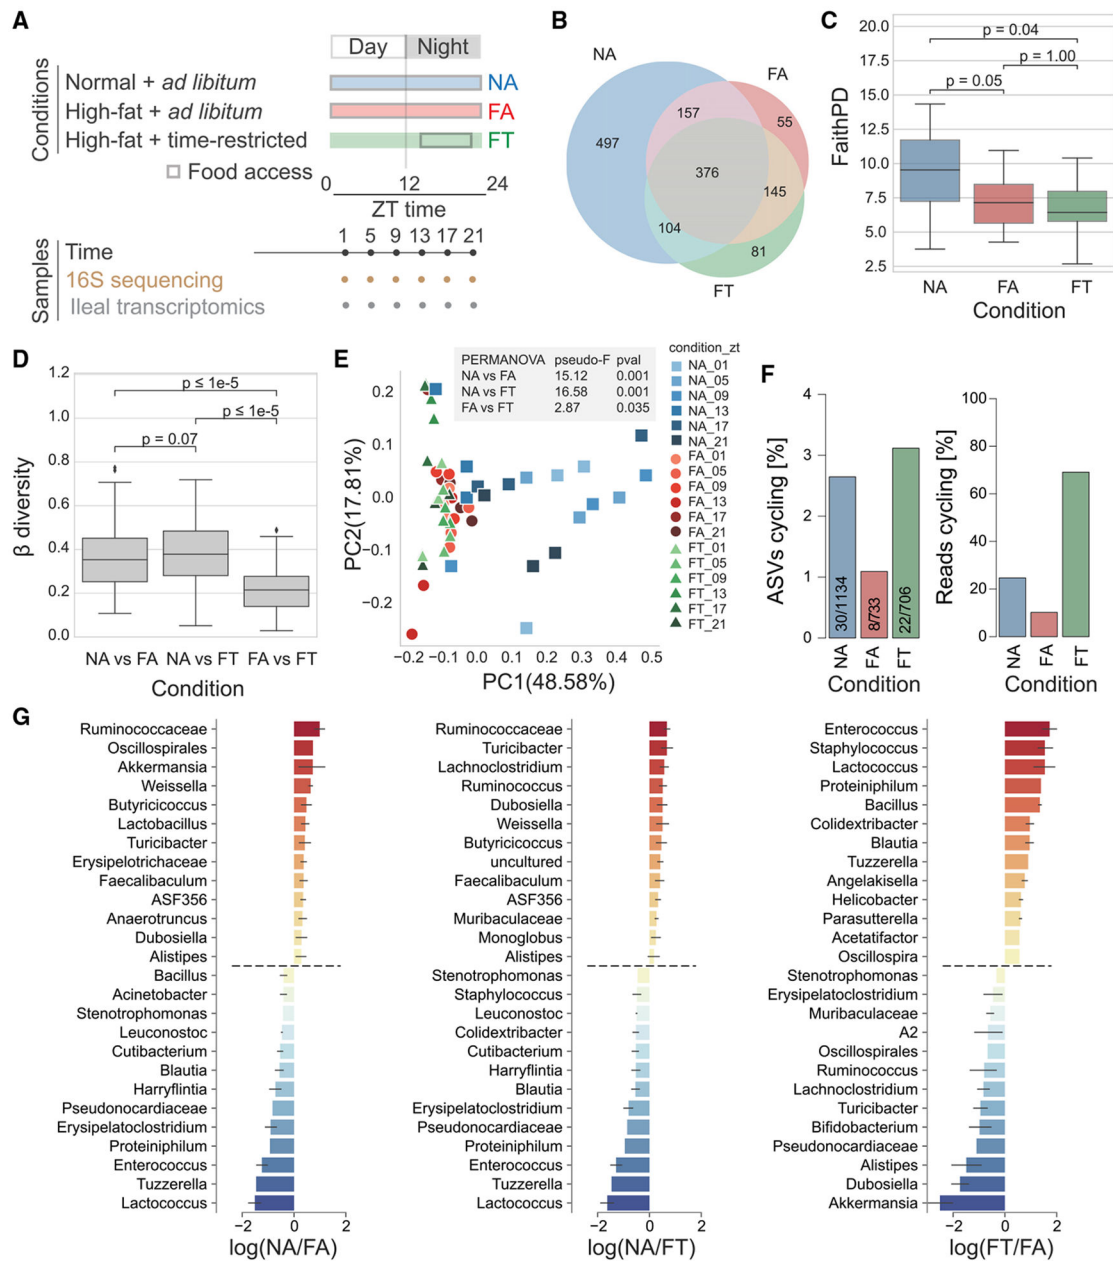 A
Day Night
Conditions
Normal + ad libitum NA
High-fat + ad libitum FA
High-fat + time-restricted FT
Food access
0 12 24
ZT time
Samples
1 5 9 13 17 21
Time
16S sequencing
Ileal transcriptomics
B
NA
FA
FT
497
157
55
376
145
104
81
C
FaithPD
20.0
17.5
15.0
12.5
10.0
7.5
5.0
2.5
p = 0.04
p = 1.00
p = 0.05
NA FA FT
Condition
D
β diversity
1.2
1.0
0.8
0.6
0.4
0.2
0.0
p ≤ 1e-5
p ≤ 1e-5
p = 0.07
NA vs FA NA vs FT FA vs FT
Condition
E
PERMANOVA pseudo-F pval
NA vs FA 15.12 0.001
NA vs FT 16.58 0.001
FA vs FT 2.87 0.035
PC2(17.81%)
0.2
0.1
0.0
−0.1
−0.2
−0.2 −0.1 0.0 0.1 0.2 0.3 0.4 0.5
PC1(48.58%)
condition_zt
NA_01
NA_05
NA_09
NA_13
NA_17
NA_21
FA_01
FA_05
FA_09
FA_13
FA_17
FA_21
FT_01
FT_05
FT_09
FT_13
FT_17
FT_21
F
ASVs cycling [%]
4
3
2
1
0
30/1134
8/733
22/706
NA FA FT
Condition
Reads cycling [%]
100
80
60
40
20
0
NA FA FT
Condition
G
Ruminococcaceae
Oscillospirales
Akkermansia
Weissella
Butyricicoccus
Lactobacillus
Turicibacter
Erysipelotrichaceae
Faecalibaculum
ASF356
Anaerotruncus
Dubosiella
Alistipes
Bacillus
Acinetobacter
Stenotrophomonas
Leuconostoc
Cutibacterium
Blautia
Harryflintia
Pseudonocardiaceae
Erysipelatoclostridium
Proteiniphilum
Enterococcus
Tuzzerella
Lactococcus
−2 0 2
log(NA/FA)
Ruminococcaceae
Turicibacter
Lachnoclostridium
Ruminococcus
Dubosiella
Weissella
Butyricicoccus
uncultured
Faecalibaculum
ASF356
Muribaculaceae
Monoglobus
Alistipes
Stenotrophomonas
Staphylococcus
Leuconostoc
Colidextribacter
Cutibacterium
Harryflintia
Blautia
Erysipelatoclostridium
Pseudonocardiaceae
Proteiniphilum
Enterococcus
Tuzzerella
Lactococcus
−2 0 2
log(NA/FT)
Enterococcus
Staphylococcus
Lactococcus
Proteiniphilum
Bacillus
Colidextribacter
Blautia
Tuzzerella
Angelakisella
Helicobacter
Parasutterella
Acetatifactor
Oscillospira
Stenotrophomonas
Erysipelatoclostridium
Muribaculaceae
A2
Oscillospirales
Ruminococcus
Lachnoclostridium
Turicibacter
Bifidobacterium
Pseudonocardiaceae
Alistipes
Dubosiella
Akkermansia
−2 0 2
log(FT/FA)